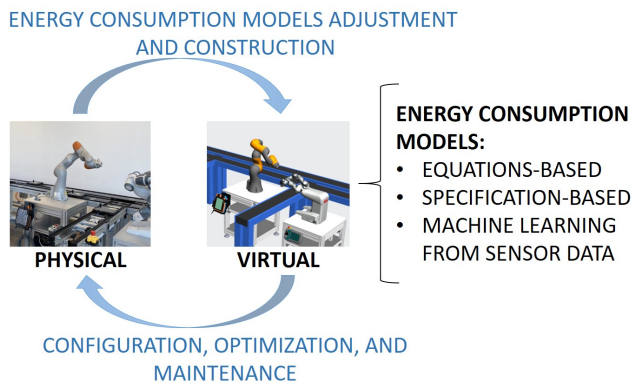 ENERGY CONSUMPTION MODELS ADJUSTMENT
AND CONSTRUCTION
ENERGY CONSUMPTION
MODELS:
• EQUATIONS-BASED
• SPECIFICATION-BASED
• MACHINE LEARNING
FROM SENSOR DATA
PHYSICAL
VIRTUAL
CONFIGURATION, OPTIMIZATION, AND
MAINTENANCE